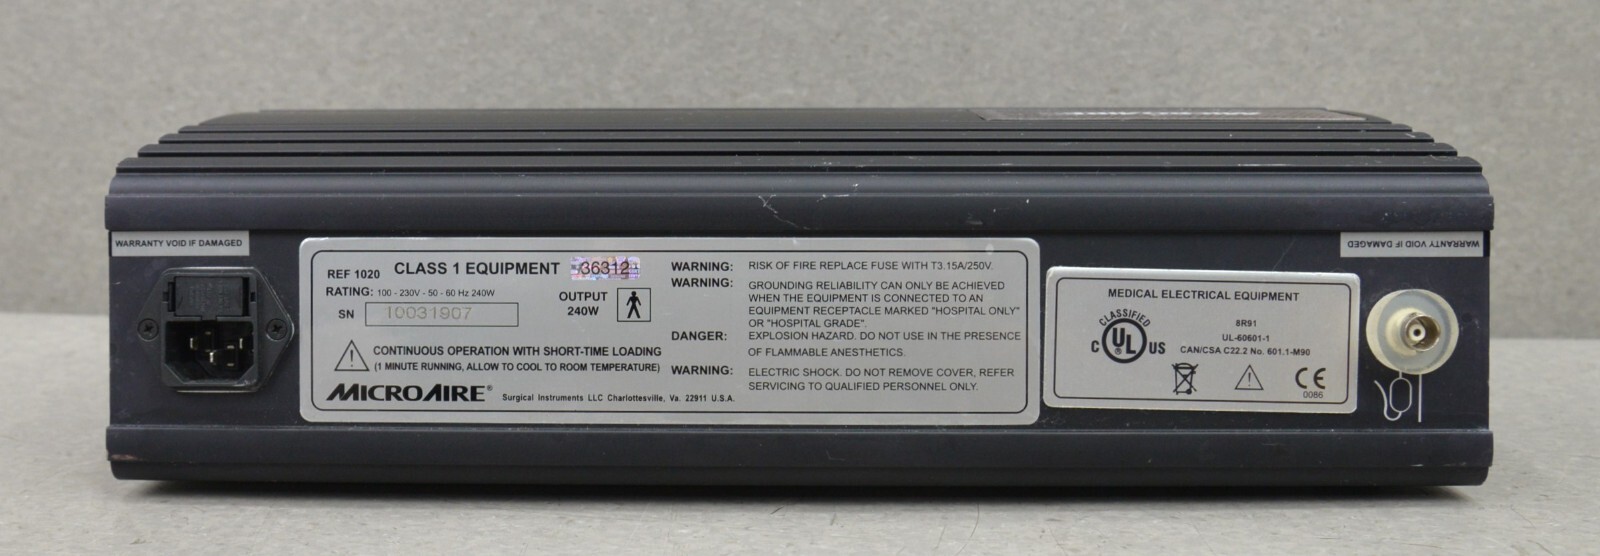 WARRANTY VOID IF DAMAGED
REF 1020 CLASS 1 EQUIPMENT 36312
RATING: 100 - 230V - 50 - 60 Hz 240W
SN 10031907
OUTPUT
240W
CONTINUOUS OPERATION WITH SHORT-TIME LOADING
(1 MINUTE RUNNING, ALLOW TO COOL TO ROOM TEMPERATURE)
MICROAIRE® Surgical Instruments LLC Charlottesville, Va. 22911 U.S.A.
WARNING: RISK OF FIRE REPLACE FUSE WITH T3.15A/250V.
WARNING: GROUNDING RELIABILITY CAN ONLY BE ACHIEVED
WHEN THE EQUIPMENT IS CONNECTED TO AN
EQUIPMENT RECEPTACLE MARKED "HOSPITAL ONLY"
OR "HOSPITAL GRADE".
DANGER: EXPLOSION HAZARD. DO NOT USE IN THE PRESENCE
OF FLAMMABLE ANESTHETICS.
WARNING: ELECTRIC SHOCK. DO NOT REMOVE COVER, REFER
SERVICING TO QUALIFIED PERSONNEL ONLY.
MEDICAL ELECTRICAL EQUIPMENT
CLASSIFIED
C UL US
8R91
UL-60601-1
CAN/CSA C22.2 No. 601.1-M90
CE
0086
WARRANTY VOID IF DAMAGED